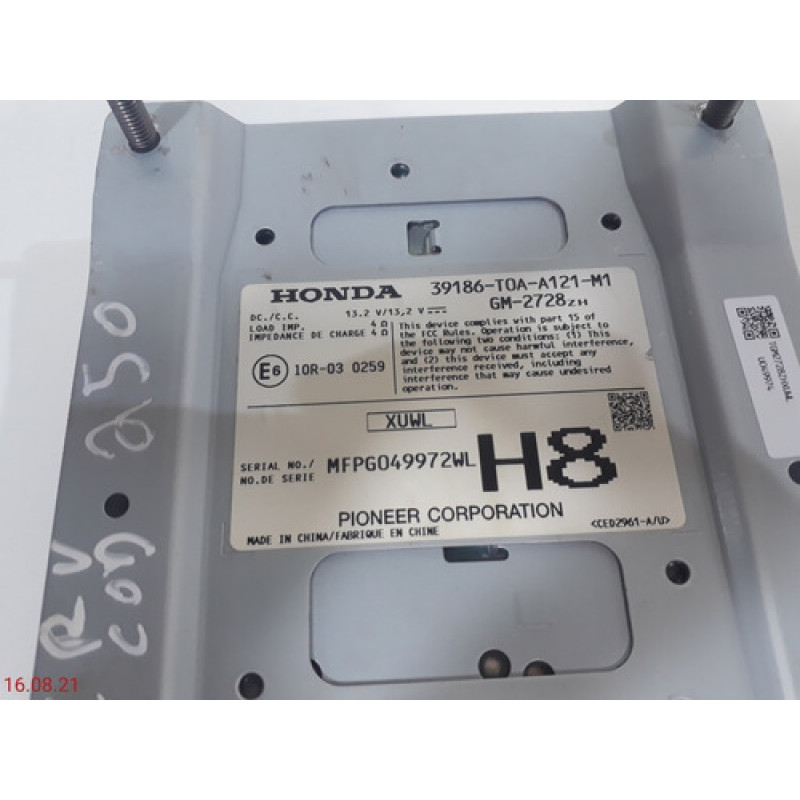 HONDA 39186-T0A-A121-M1
GM-2728ZH
DC./C.C. 13.2 V/13,2 V
LOAD IMP. 4 Ω
IMPEDANCE DE CHARGE 4 Ω
This device complies with part 15 of
the FCC Rules. Operation is subject to
the following two conditions: (1) This
device may not cause harmful interference,
and (2) this device must accept any
interference received, including
interference that may cause undesired
operation.
E6 10R-03 0259
XUWL
SERIAL NO./
NO.DE SERIE
MFPG049972WL
H8
PIONEER CORPORATION
MADE IN CHINA/FABRIQUE EN CHINE
<CED2961-A/U>
250
RV
16.08.21